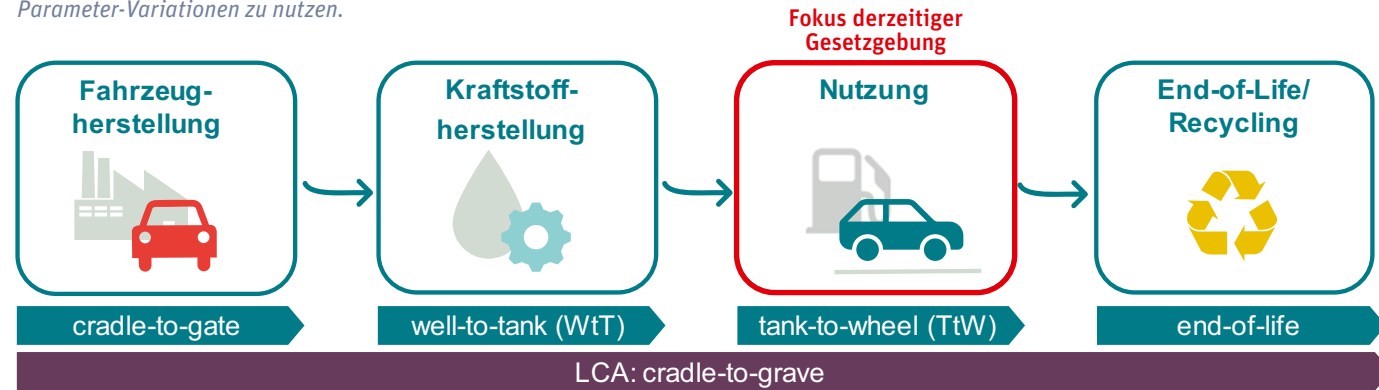 Parameter-Variationen zu nutzen.
Fokus derzeitiger
Gesetzgebung
Fahrzeug-
herstellung
Kraftstoff-
herstellung
Nutzung
End-of-Life/
Recycling
cradle-to-gate
well-to-tank (WtT)
tank-to-wheel (TtW)
end-of-life
LCA: cradle-to-grave